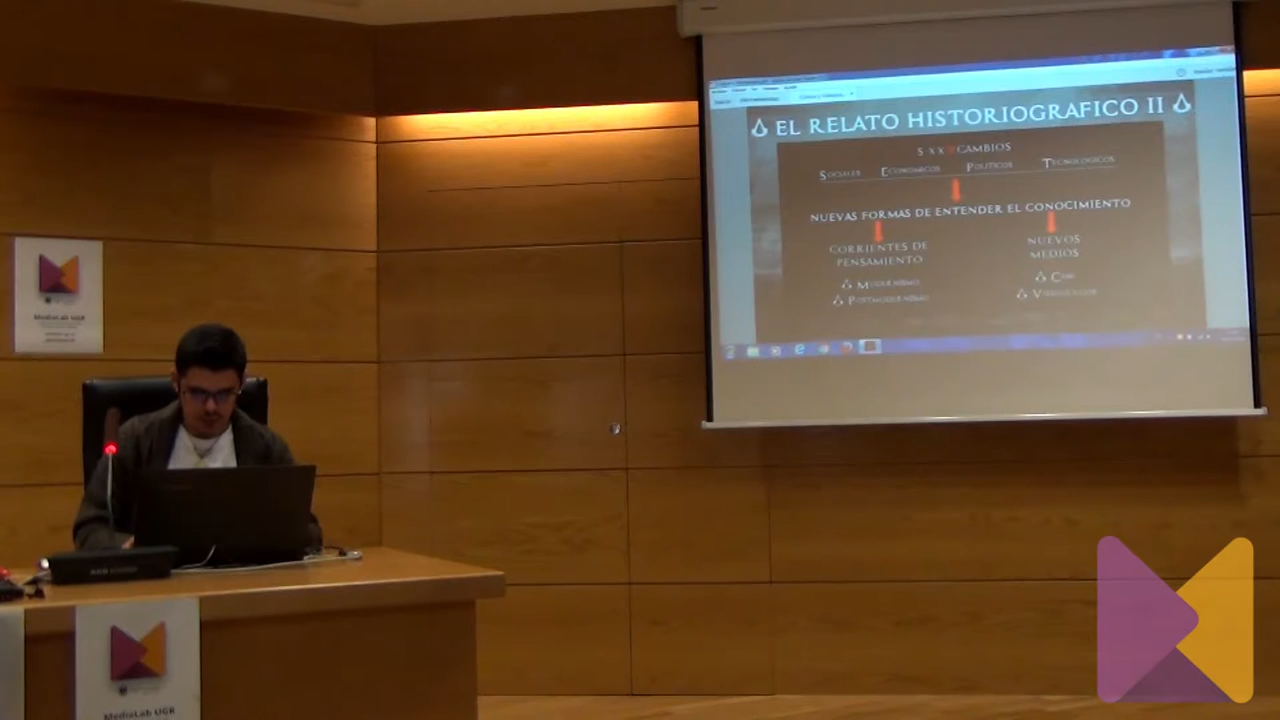 EL RELATO HISTORIOGRAFICO II
S XX CAMBIOS
SOCIALES ECONOMICOS POLITICOS TECNOLOGICOS
NUEVAS FORMAS DE ENTENDER EL CONOCIMIENTO
CORRIENTES DE PENSAMIENTO
NUEVOS MEDIOS
MODERNISMO
POSTMODERNISMO
CINE
VIDEOJUEGOS
MediaLab UGR
MediaLab UGR